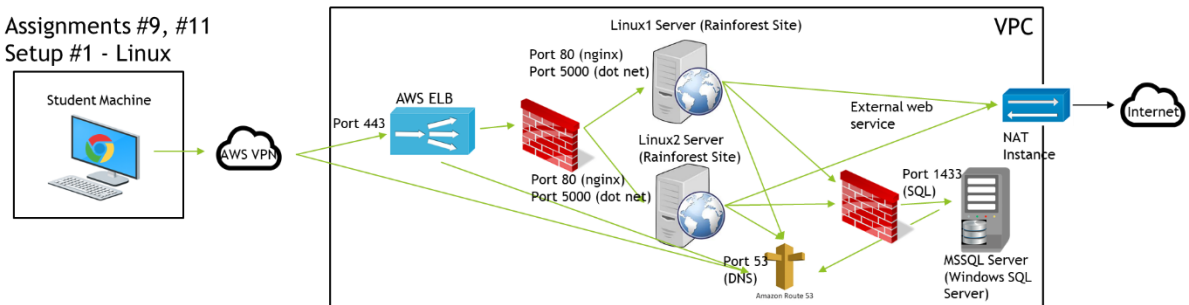 Assignments #9, #11
Setup #1 - Linux
Student Machine
AWS VPN
Port 443
AWS ELB
Port 80 (nginx)
Port 5000 (dot net)
Linux1 Server (Rainforest Site)
VPC
External web
service
NAT
Instance
Internet
Linux2 Server
(Rainforest Site)
Port 80 (nginx)
Port 5000 (dot net)
Port 1433
(SQL)
Port 53
(DNS)
Amazon Route 53
MSSQL Server
(Windows SQL
Server)